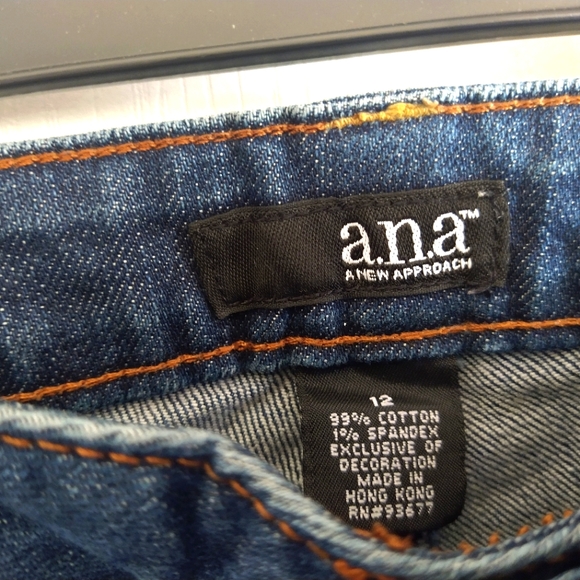 a.n.a™
A NEW APPROACH
12
99% COTTON
1% SPANDEX
EXCLUSIVE OF
DECORATION
MADE IN
HONG KONG
RN#93677